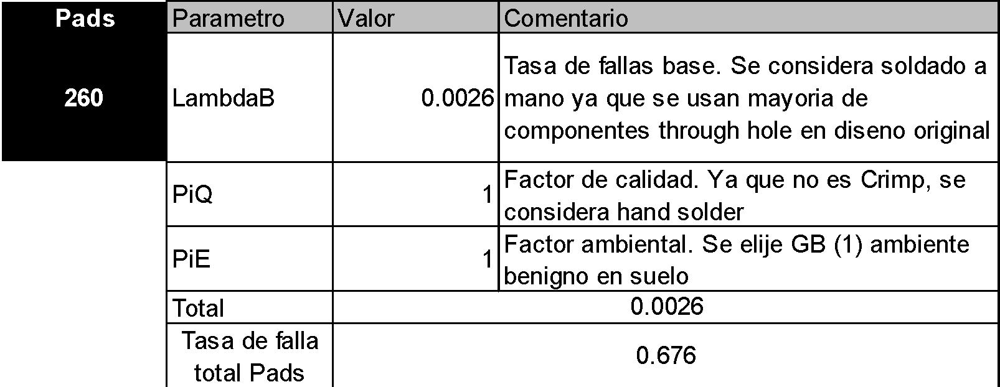 Pads Parametro Valor Comentario
260 LambdaB 0.0026 Tasa de fallas base. Se considera soldado a
mano ya que se usan mayoria de
componentes through hole en diseno original
PiQ 1 Factor de calidad. Ya que no es Crimp, se
considera hand solder
PiE 1 Factor ambiental. Se elije GB (1) ambiente
benigno en suelo
Total 0.0026
Tasa de falla
total Pads 0.676